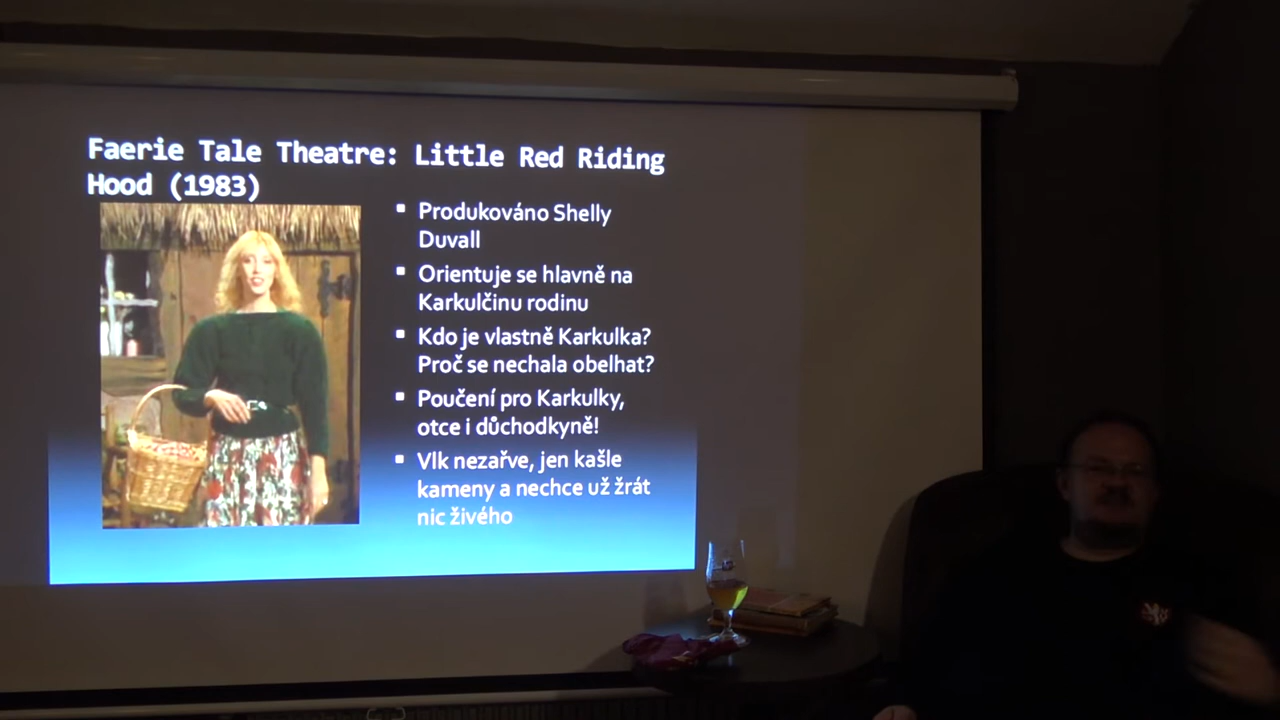 Faerie Tale Theatre: Little Red Riding
Hood (1983)
Produkováno Shelly
Duvall
Orientuje se hlavně na
Karkulčinu rodinu
Kdo je vlastně Karkulka?
Proč se nechala obelhat?
Poučení pro Karkulky,
otce i důchodkyně!
Vlk nezařve, jen kašle
kameny a nechce už žrát
nic živého